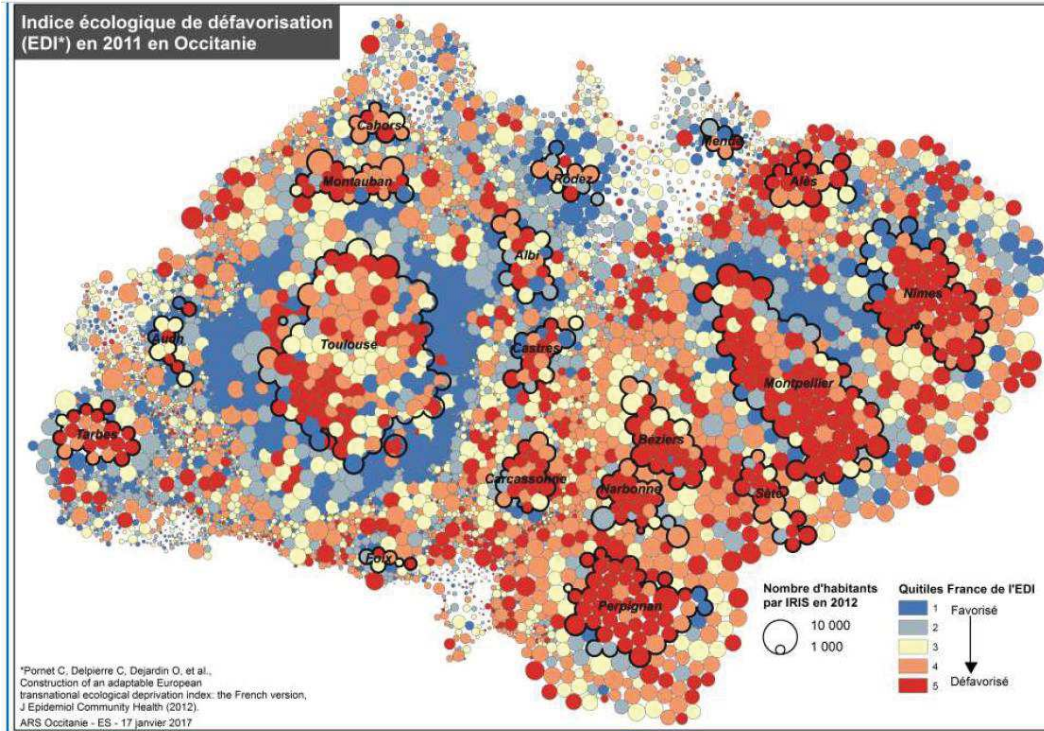 Indice écologique de défavorisation
(EDI*) en 2011 en Occitanie
Cahors
Mende
Montauban
Rodez
Alès
Albi
Nîmes
Auch
Toulouse
Castres
Montpellier
Tarbes
Béziers
Carcassonne
Narbonne
Sète
Foix
Perpignan
Nombre d'habitants
par IRIS en 2012
10 000
1 000
Quitiles France de l'EDI
1 Favorisé
2
3
4
5 Défavorisé
*Pornet C, Delpierre C, Dejardin O, et al.,
Construction of an adaptable European
transnational ecological deprivation index: the French version,
J Epidemiol Community Health (2012).
ARS Occitanie - ES - 17 janvier 2017